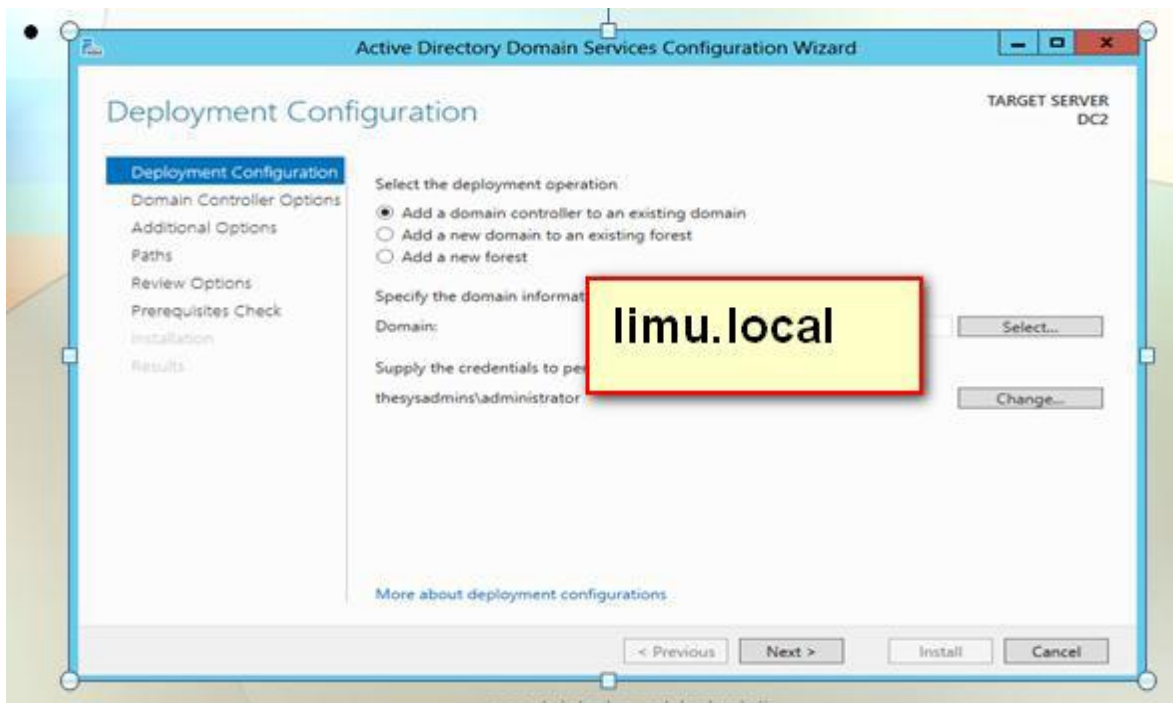 Active Directory Domain Services Configuration Wizard
Deployment Configuration
TARGET SERVER
DC2
Deployment Configuration
Domain Controller Options
Additional Options
Paths
Review Options
Prerequisites Check
Installation
Results
Select the deployment operation
Add a domain controller to an existing domain
Add a new domain to an existing forest
Add a new forest
Specify the domain informat
Domain:
limu.local
Select...
Supply the credentials to pe
thesysadmins\administrator
Change...
More about deployment configurations
< Previous
Next >
Install
Cancel